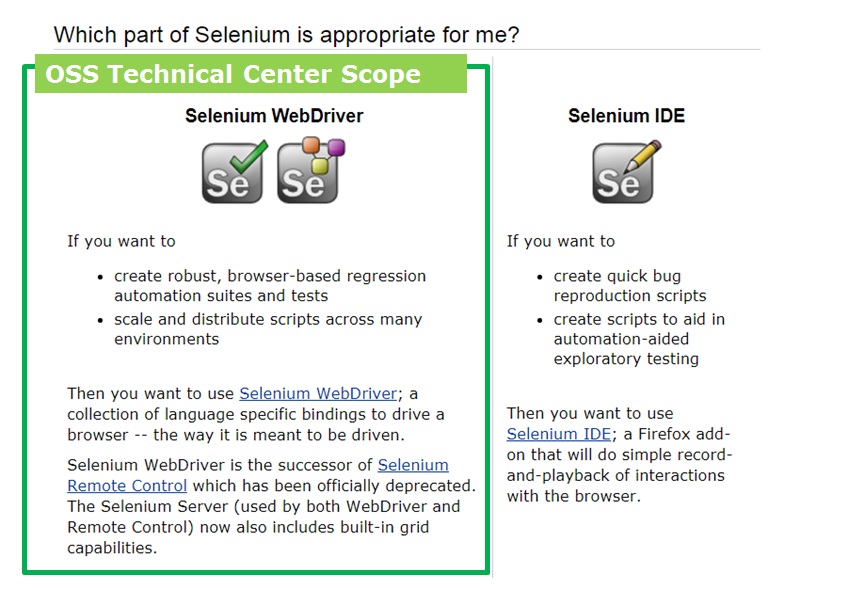 Which part of Selenium is appropriate for me?
OSS Technical Center Scope
Selenium WebDriver
Se Se
If you want to
• create robust, browser-based regression
automation suites and tests
• scale and distribute scripts across many
environments
Then you want to use Selenium WebDriver; a
collection of language specific bindings to drive a
browser -- the way it is meant to be driven.
Selenium WebDriver is the successor of Selenium
Remote Control which has been officially deprecated.
The Selenium Server (used by both WebDriver and
Remote Control) now also includes built-in grid
capabilities.
Selenium IDE
Se
If you want to
• create quick bug
reproduction scripts
• create scripts to aid in
automation-aided
exploratory testing
Then you want to use
Selenium IDE; a Firefox add-
on that will do simple record-
and-playback of interactions
with the browser.